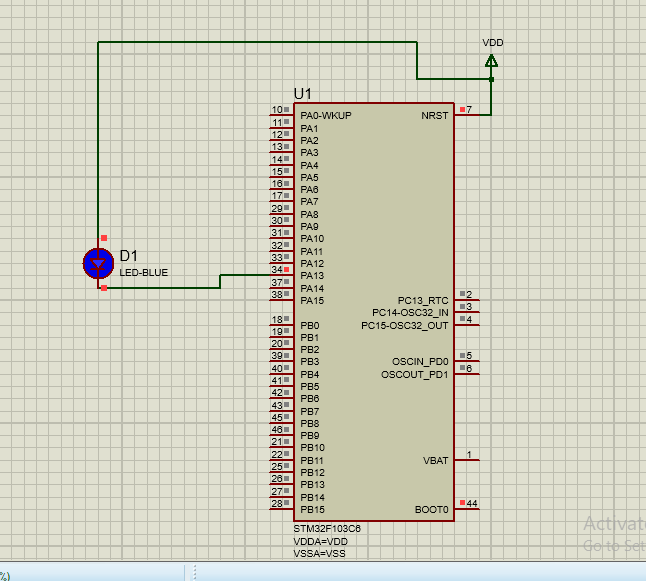 VDD
U1
10 PA0-WKUP NRST 7
11 PA1
12 PA2
13 PA3
14 PA4
15 PA5
16 PA6
17 PA7
29 PA8
30 PA9
31 PA10
32 PA11
33 PA12
34 PA13
37 PA14
38 PA15
D1
LED-BLUE
PC13_RTC 2
PC14-OSC32_IN 3
PC15-OSC32_OUT 4
18 PB0
19 PB1
20 PB2
39 PB3
40 PB4
41 PB5
42 PB6
43 PB7
45 PB8
46 PB9
21 PB10
22 PB11
25 PB12
26 PB13
27 PB14
28 PB15
OSCIN_PD0 5
OSCOUT_PD1 6
VBAT 1
BOOT0 44
STM32F103C6
VDDA=VDD
VSSA=VSS
Activat
Go to Set
%)